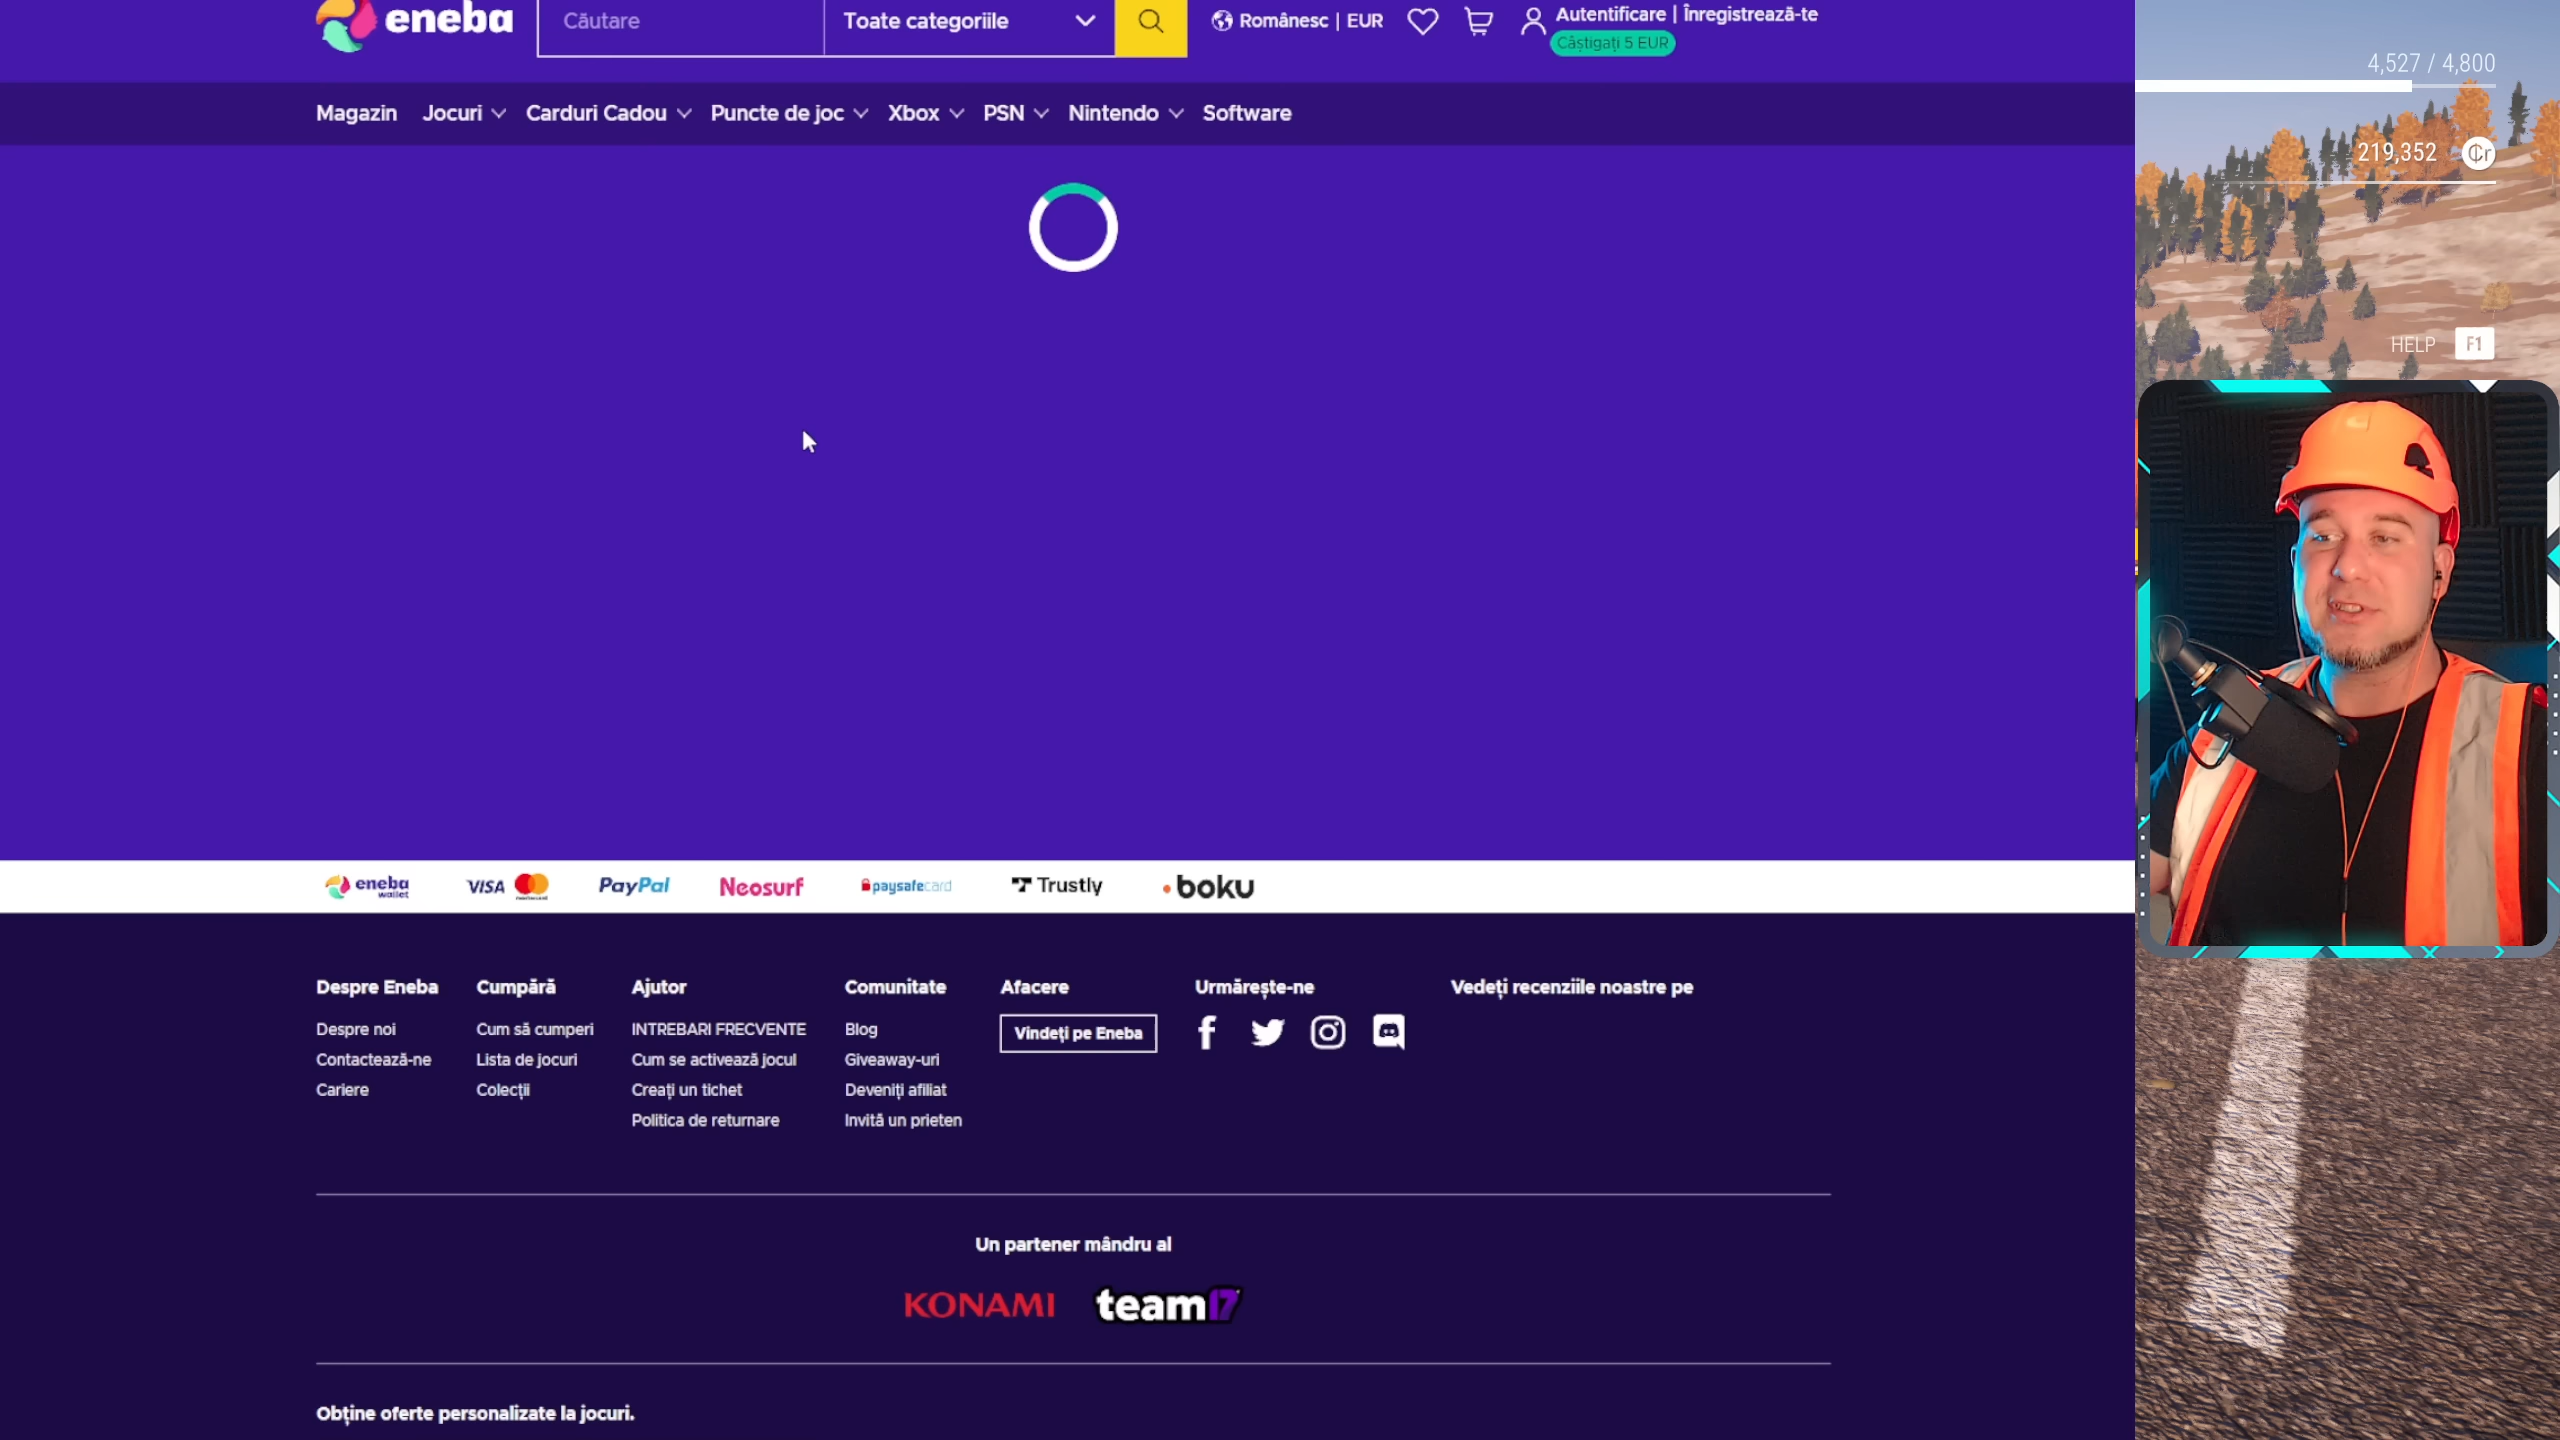 eneba
Căutare
Toate categoriile
Românesc | EUR
Autentificare | Înregistrează-te
Câștigați 5 EUR
4,527 / 4,800
219,352 ₢r
HELP F1
Magazin Jocuri Carduri Cadou Puncte de joc Xbox PSN Nintendo Software
eneba wallet VISA mastercard PayPal Neosurf paysafecard Trustly boku
Despre Eneba
Despre noi
Contactează-ne
Cariere
Cumpără
Cum să cumperi
Lista de jocuri
Colecții
Ajutor
INTREBARI FRECVENTE
Cum se activează jocul
Creați un tichet
Politica de returnare
Comunitate
Blog
Giveaway-uri
Deveniți afiliat
Invită un prieten
Afacere
Vindeți pe Eneba
Urmărește-ne
Vedeți recenziile noastre pe
Un partener mândru al
KONAMI team17
Obține oferte personalizate la jocuri.